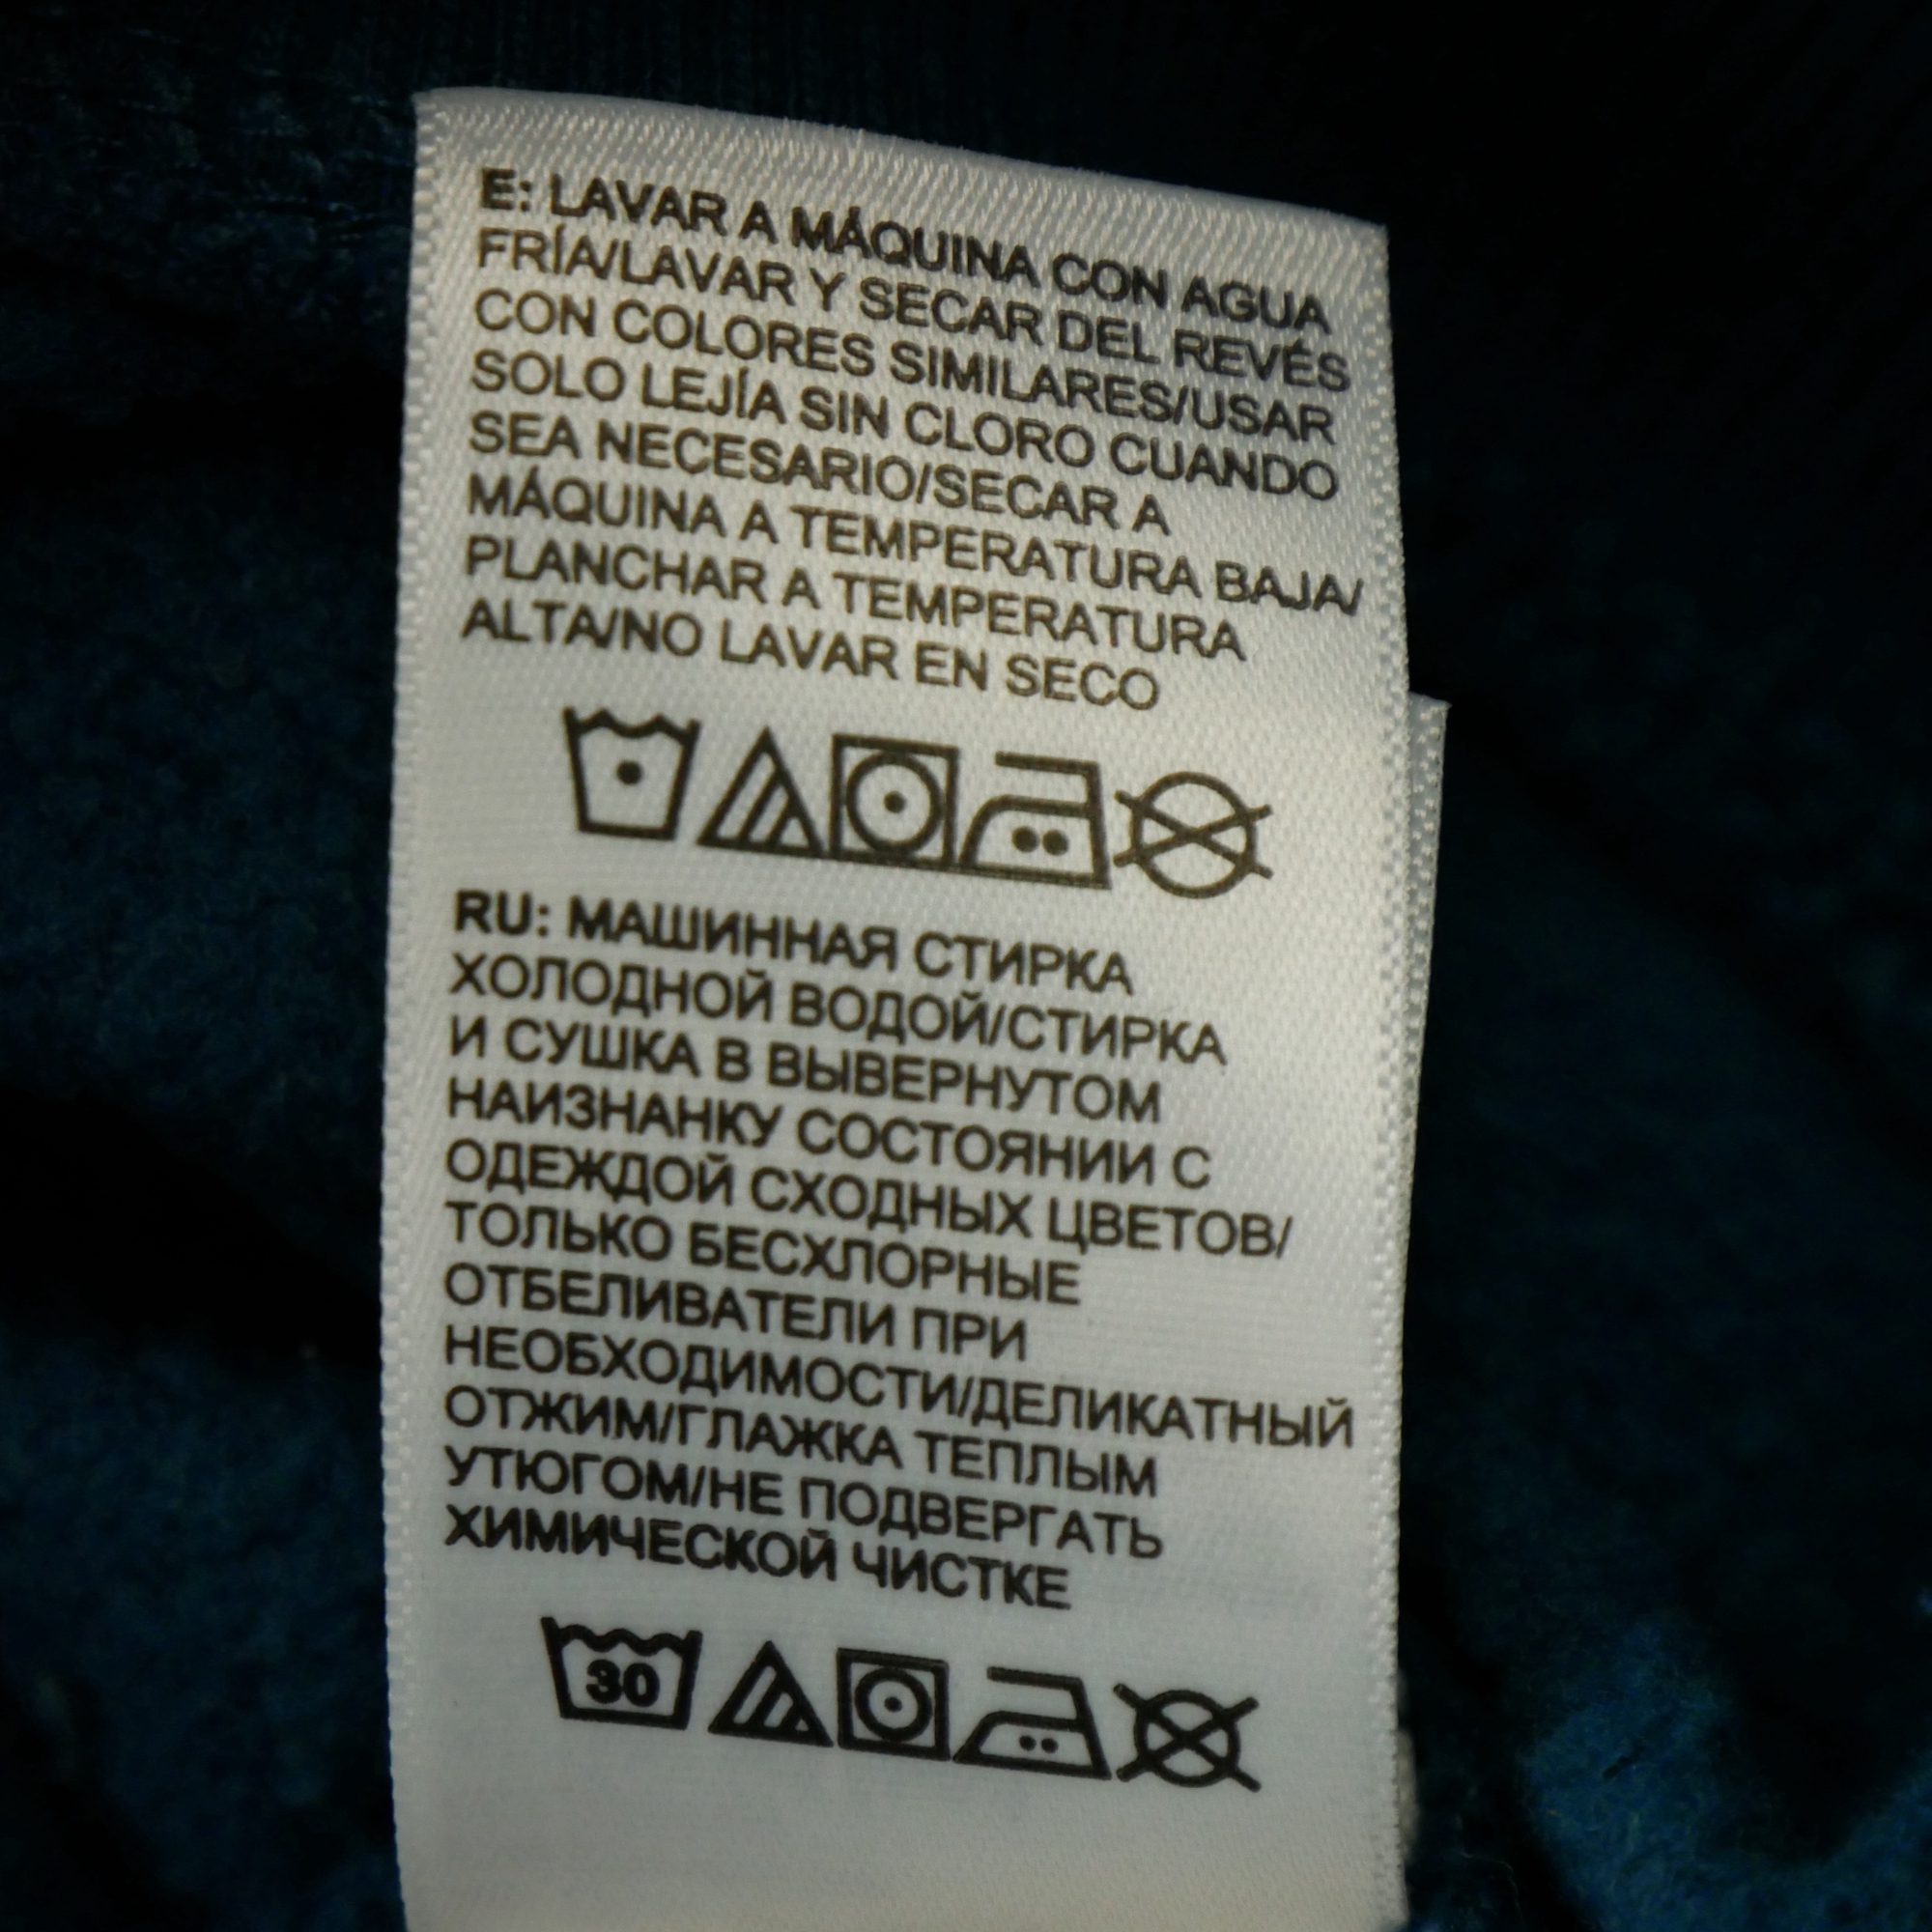 E: LAVAR A MÁQUINA CON AGUA
FRÍA/LAVAR Y SECAR DEL REVÉS
CON COLORES SIMILARES/USAR
SOLO LEJÍA SIN CLORO CUANDO
SEA NECESARIO/SECAR A
MÁQUINA A TEMPERATURA BAJA/
PLANCHAR A TEMPERATURA
ALTA/NO LAVAR EN SECO
RU: МАШИННАЯ СТИРКА
ХОЛОДНОЙ ВОДОЙ/СТИРКА
И СУШКА В ВЫВЕРНУТОМ
НАИЗНАНКУ СОСТОЯНИИ С
ОДЕЖДОЙ СХОДНЫХ ЦВЕТОВ/
ТОЛЬКО БЕСХЛОРНЫЕ
ОТБЕЛИВАТЕЛИ ПРИ
НЕОБХОДИМОСТИ/ДЕЛИКАТНЫЙ
ОТЖИМ/ГЛАЖКА ТЕПЛЫМ
УТЮГОМ/НЕ ПОДВЕРГАТЬ
ХИМИЧЕСКОЙ ЧИСТКЕ
30